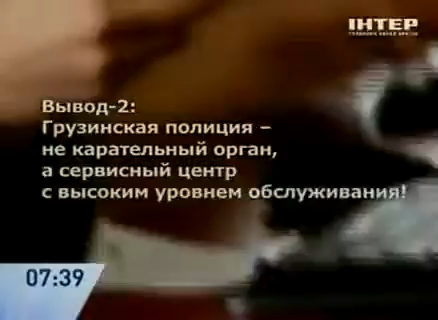 ІНТЕР
Вывод-2:
Грузинская полиция –
не карательный орган,
а сервисный центр
с высоким уровнем обслуживания!
07:39